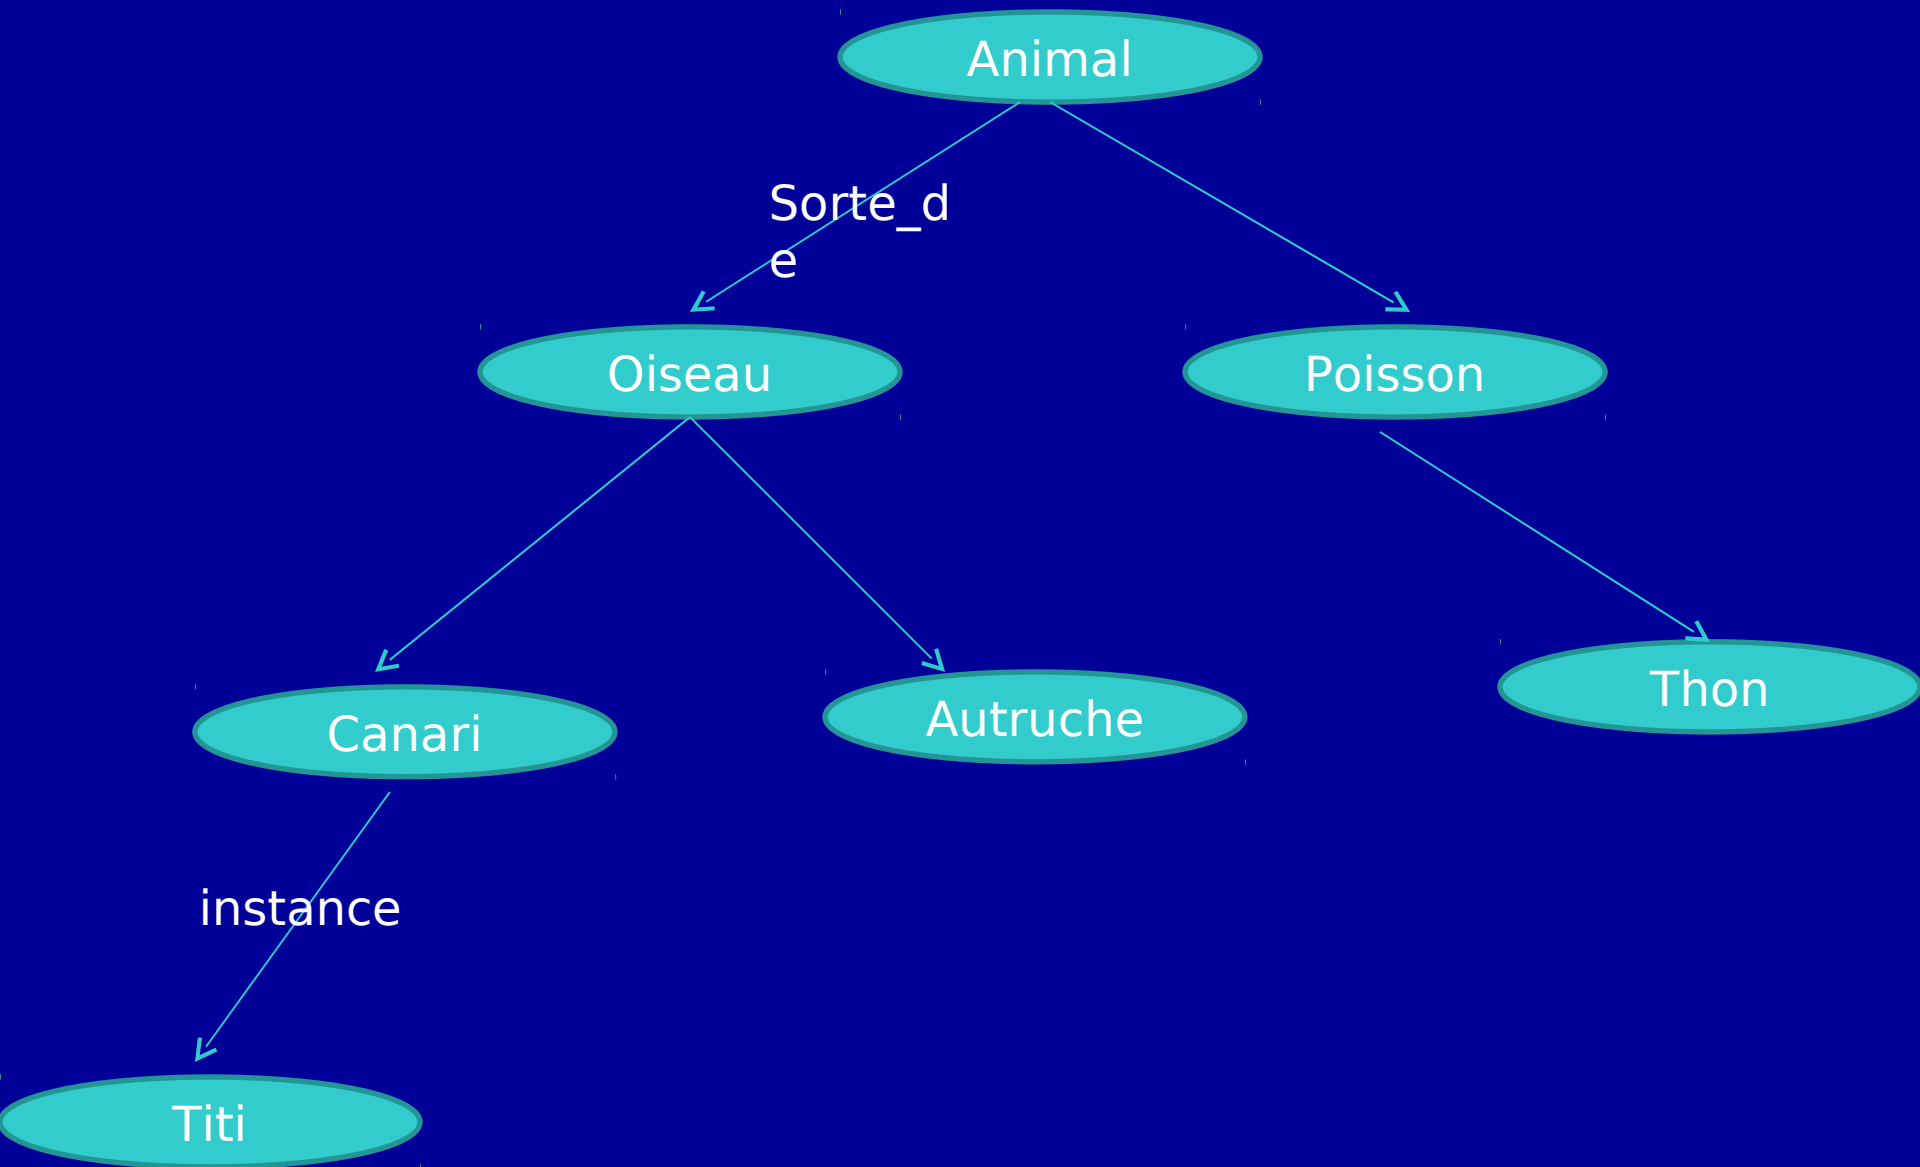 Animal
Sorte_d
e
Oiseau
Poisson
Canari
Autruche
Thon
instance
Titi